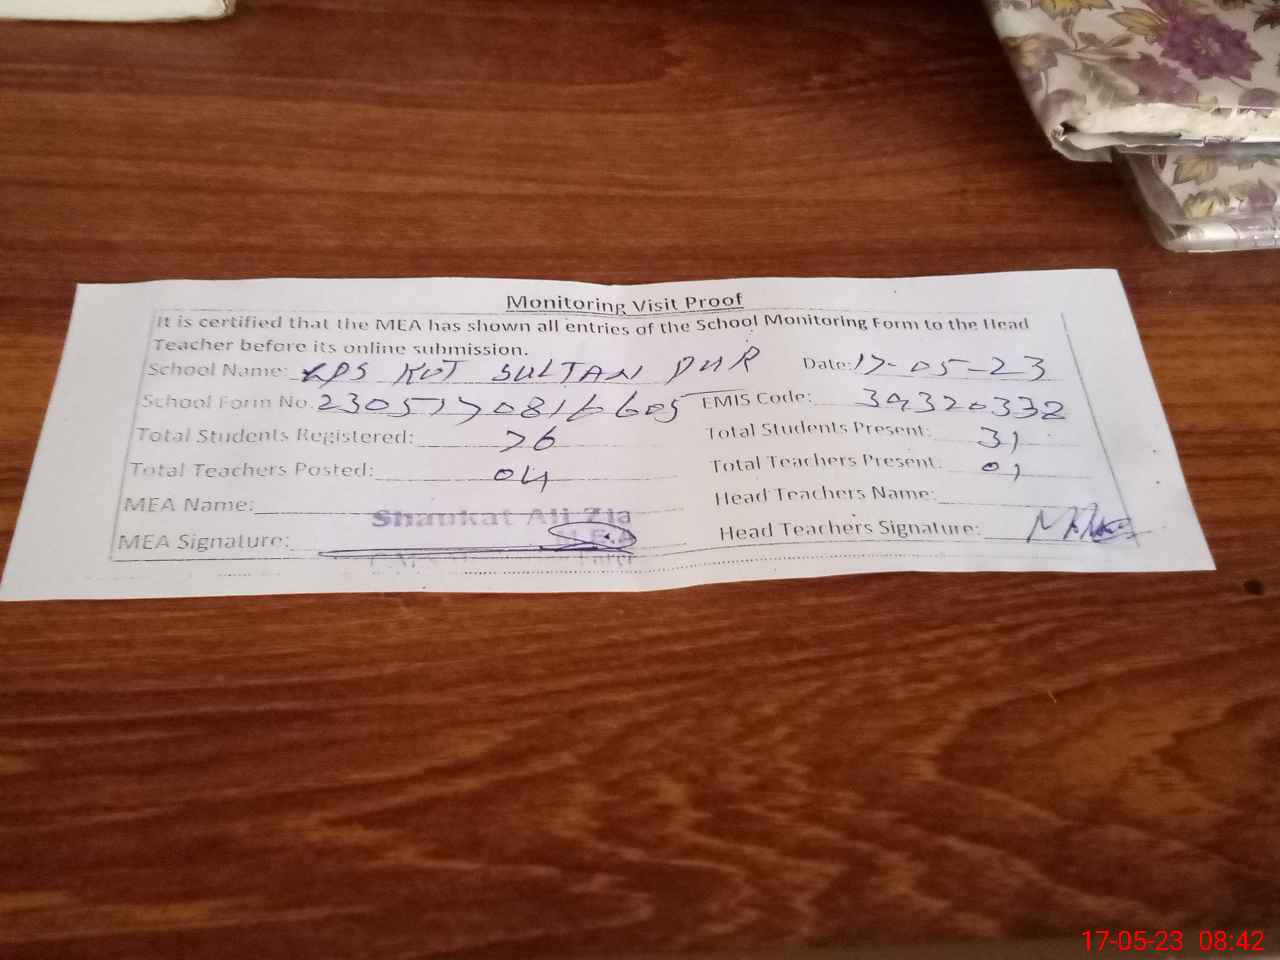 Monitoring Visit Proof
It is certified that the MEA has shown all entries of the School Monitoring Form to the Head
Teacher before its online submission.
School Name: KOT SULTAN PUR Date: 17-05-23
School Form No. 2305170816605 EMIS Code: 39320332
Total Students Registered: 76 Total Students Present: 31
Total Teachers Posted: 04 Total Teachers Present: 01
MEA Name: Head Teachers Name:
Shaukat Ali Zia
MEA Signature: Head Teachers Signature:
17-05-23 08:42